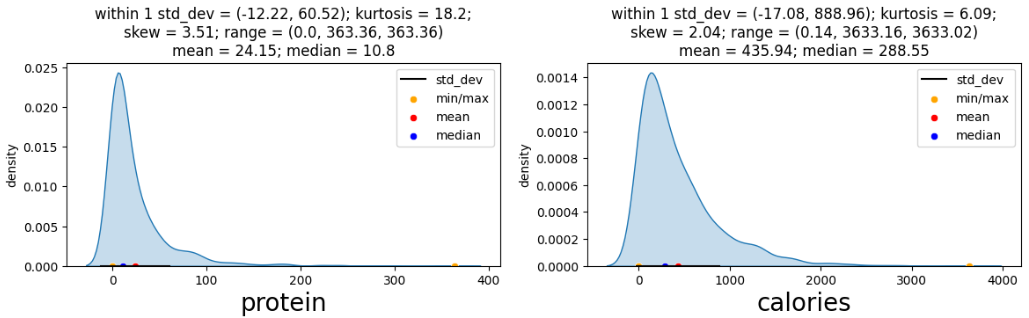 within 1 std_dev = (-12.22, 60.52); kurtosis = 18.2;
skew = 3.51; range = (0.0, 363.36, 363.36)
mean = 24.15; median = 10.8
0.025
0.020
0.015
0.010
0.005
0.000
density
std_dev
min/max
mean
median
0
100
200
300
400
protein
within 1 std_dev = (-17.08, 888.96); kurtosis = 6.09;
skew = 2.04; range = (0.14, 3633.16, 3633.02)
mean = 435.94; median = 288.55
0.0014
0.0012
0.0010
0.0008
0.0006
0.0004
0.0002
0.0000
density
std_dev
min/max
mean
median
0
1000
2000
3000
4000
calories